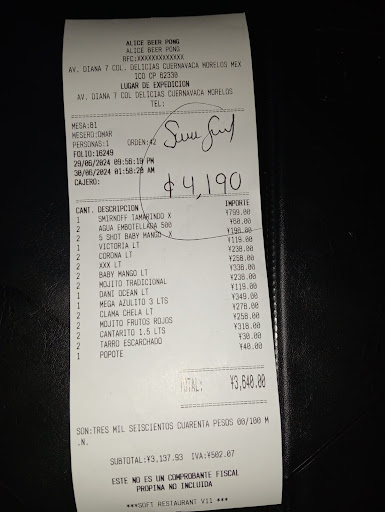 ALICE BEER PONG
ALICE BEER PONG
RFC:XXXXXXXXXXXXX
AV. DIANA 7 COL. DELICIAS CUERNAVACA MORELOS MEX
ICO CP 62330
LUGAR DE EXPEDICION
AV. DIANA 7 COL DELICIAS CUERNAVACA MORELOS
TEL:
MESA:81
MESERO:OMAR
PERSONAS:1 ORDEN:42
FOLIO:16249
29/06/2024 09:56:19 PM
30/06/2024 01:58:28 AM
CAJERO:
$4,190
CANT. DESCRIPCION IMPORTE
1 SMIRNOFF TAMARINDO X ¥799.00
2 AGUA EMBOTELLADA 500 ¥60.00
2 5 SHOT BABY MANGO X ¥198.00
1 VICTORIA LT ¥119.00
2 CORONA LT ¥238.00
2 XXX LT ¥258.00
2 BABY MANGO LT ¥338.00
2 MOJITO TRADICIONAL ¥238.00
1 DANI OCEAN LT ¥119.00
1 MEGA AZULITO 3 LTS ¥349.00
2 CLAMA CHELA LT ¥278.00
2 MOJITO FRUTOS ROJOS ¥258.00
2 CANTARITO 1.5 LTS ¥318.00
2 TARRO ESCARCHADO ¥30.00
1 POPOTE ¥40.00
TOTAL: ¥3,640.00
SON:TRES MIL SEISCIENTOS CUARENTA PESOS 00/100 M
.N.
SUBTOTAL:¥3,137.93 IVA:¥502.07
ESTE NO ES UN COMPROBANTE FISCAL
PROPINA NO INCLUIDA
***SOFT RESTAURANT V11 ***